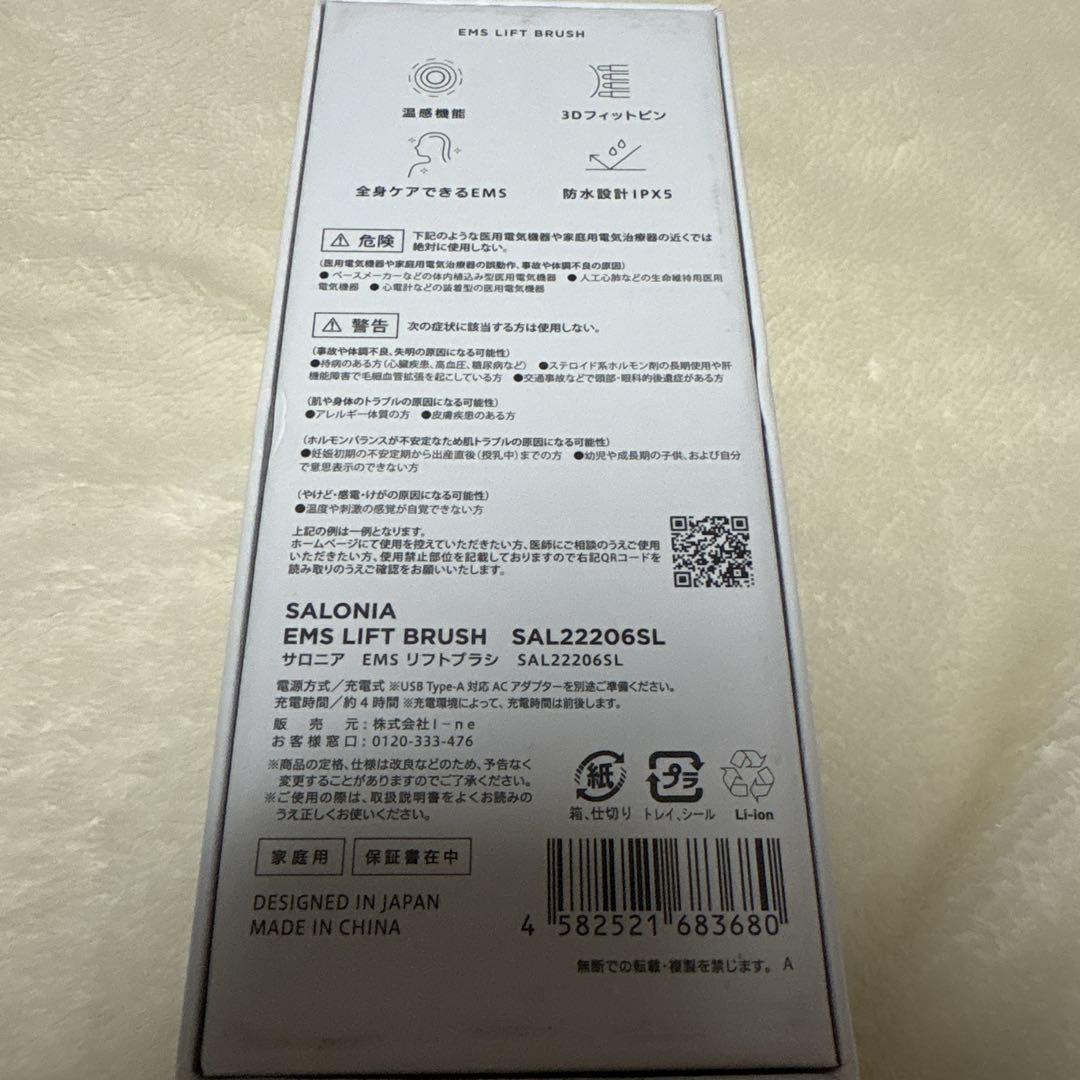 EMS LIFT BRUSH
温感機能
3Dフィットピン
全身ケアできるEMS
防水設計IPX5
危険 下記のような医用電気機器や家庭用電気治療器の近くでは
絶対に使用しない。
(医用電気機器や家庭用電気治療器の誤動作、事故や体調不良の原因)
●ペースメーカーなどの体内植込み型医用電気機器 ●人工心肺などの生命維持用医用
電気機器 ●心電計などの装着型の医用電気機器
警告 次の症状に該当する方は使用しない。
(事故や体調不良、失明の原因になる可能性)
●持病のある方(心臓疾患、高血圧、糖尿病など) ●ステロイド系ホルモン剤の長期使用や肝
機能障害で毛細血管拡張を起こしている方 ●交通事故などで頭部・眼科的後遺症がある方
(肌や身体のトラブルの原因になる可能性)
●アレルギー体質の方 ●皮膚疾患のある方
(ホルモンバランスが不安定なため肌トラブルの原因になる可能性)
●妊娠初期の不安定期から出産直後(授乳中)までの方 ●幼児や成長期の子供、および自分
で意思表示のできない方
(やけど・感電・けがの原因になる可能性)
●温度や刺激の感覚が自覚できない方
上記の例は一例となります。
ホームページにて使用を控えていただきたい方、医師にご相談のうえご使用
いただきたい方、使用禁止部位を記載しておりますので右記QRコードを
読み取りのうえご確認をお願いいたします。
SALONIA
EMS LIFT BRUSH SAL22206SL
サロニア EMS リフトブラシ SAL22206SL
電源方式/充電式 ※USB Type-A 対応 AC アダプターを別途ご準備ください。
充電時間/約4時間 ※充電環境によって、充電時間は前後します。
販売元:株式会社I-ne
お客様窓口:0120-333-476
※商品の定格、仕様は改良などのため、予告なく
変更することがありますのでご了承ください。
※ご使用の際は、取扱説明書をよくお読みの
うえ正しくお使いください。
紙
箱、仕切り
プラ
トレイ、シール
Li-ion
家庭用
保証書在中
DESIGNED IN JAPAN
MADE IN CHINA
4 582521 683680
無断での転載・複製を禁じます。 A